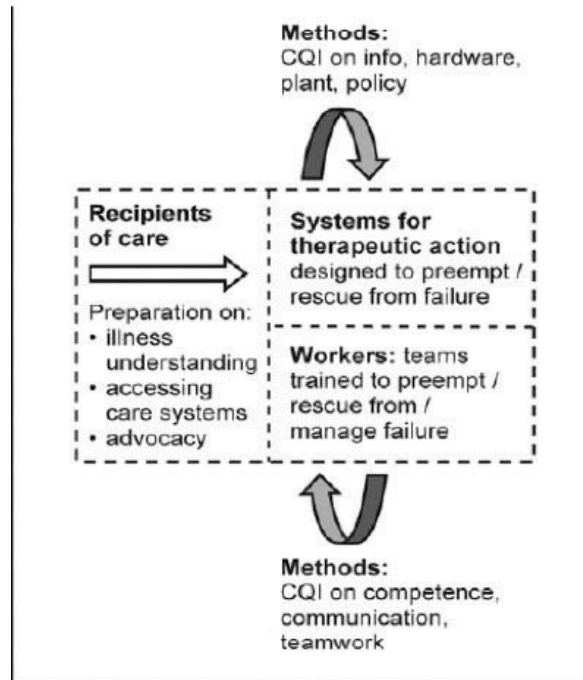 Methods:
CQI on info, hardware,
plant, policy
Recipients
of care
Preparation on:
• illness
understanding
• accessing
care systems
• advocacy
Systems for
therapeutic action
designed to preempt /
rescue from failure
Workers: teams
trained to preempt /
rescue from /
manage failure
Methods:
CQI on competence,
communication,
teamwork